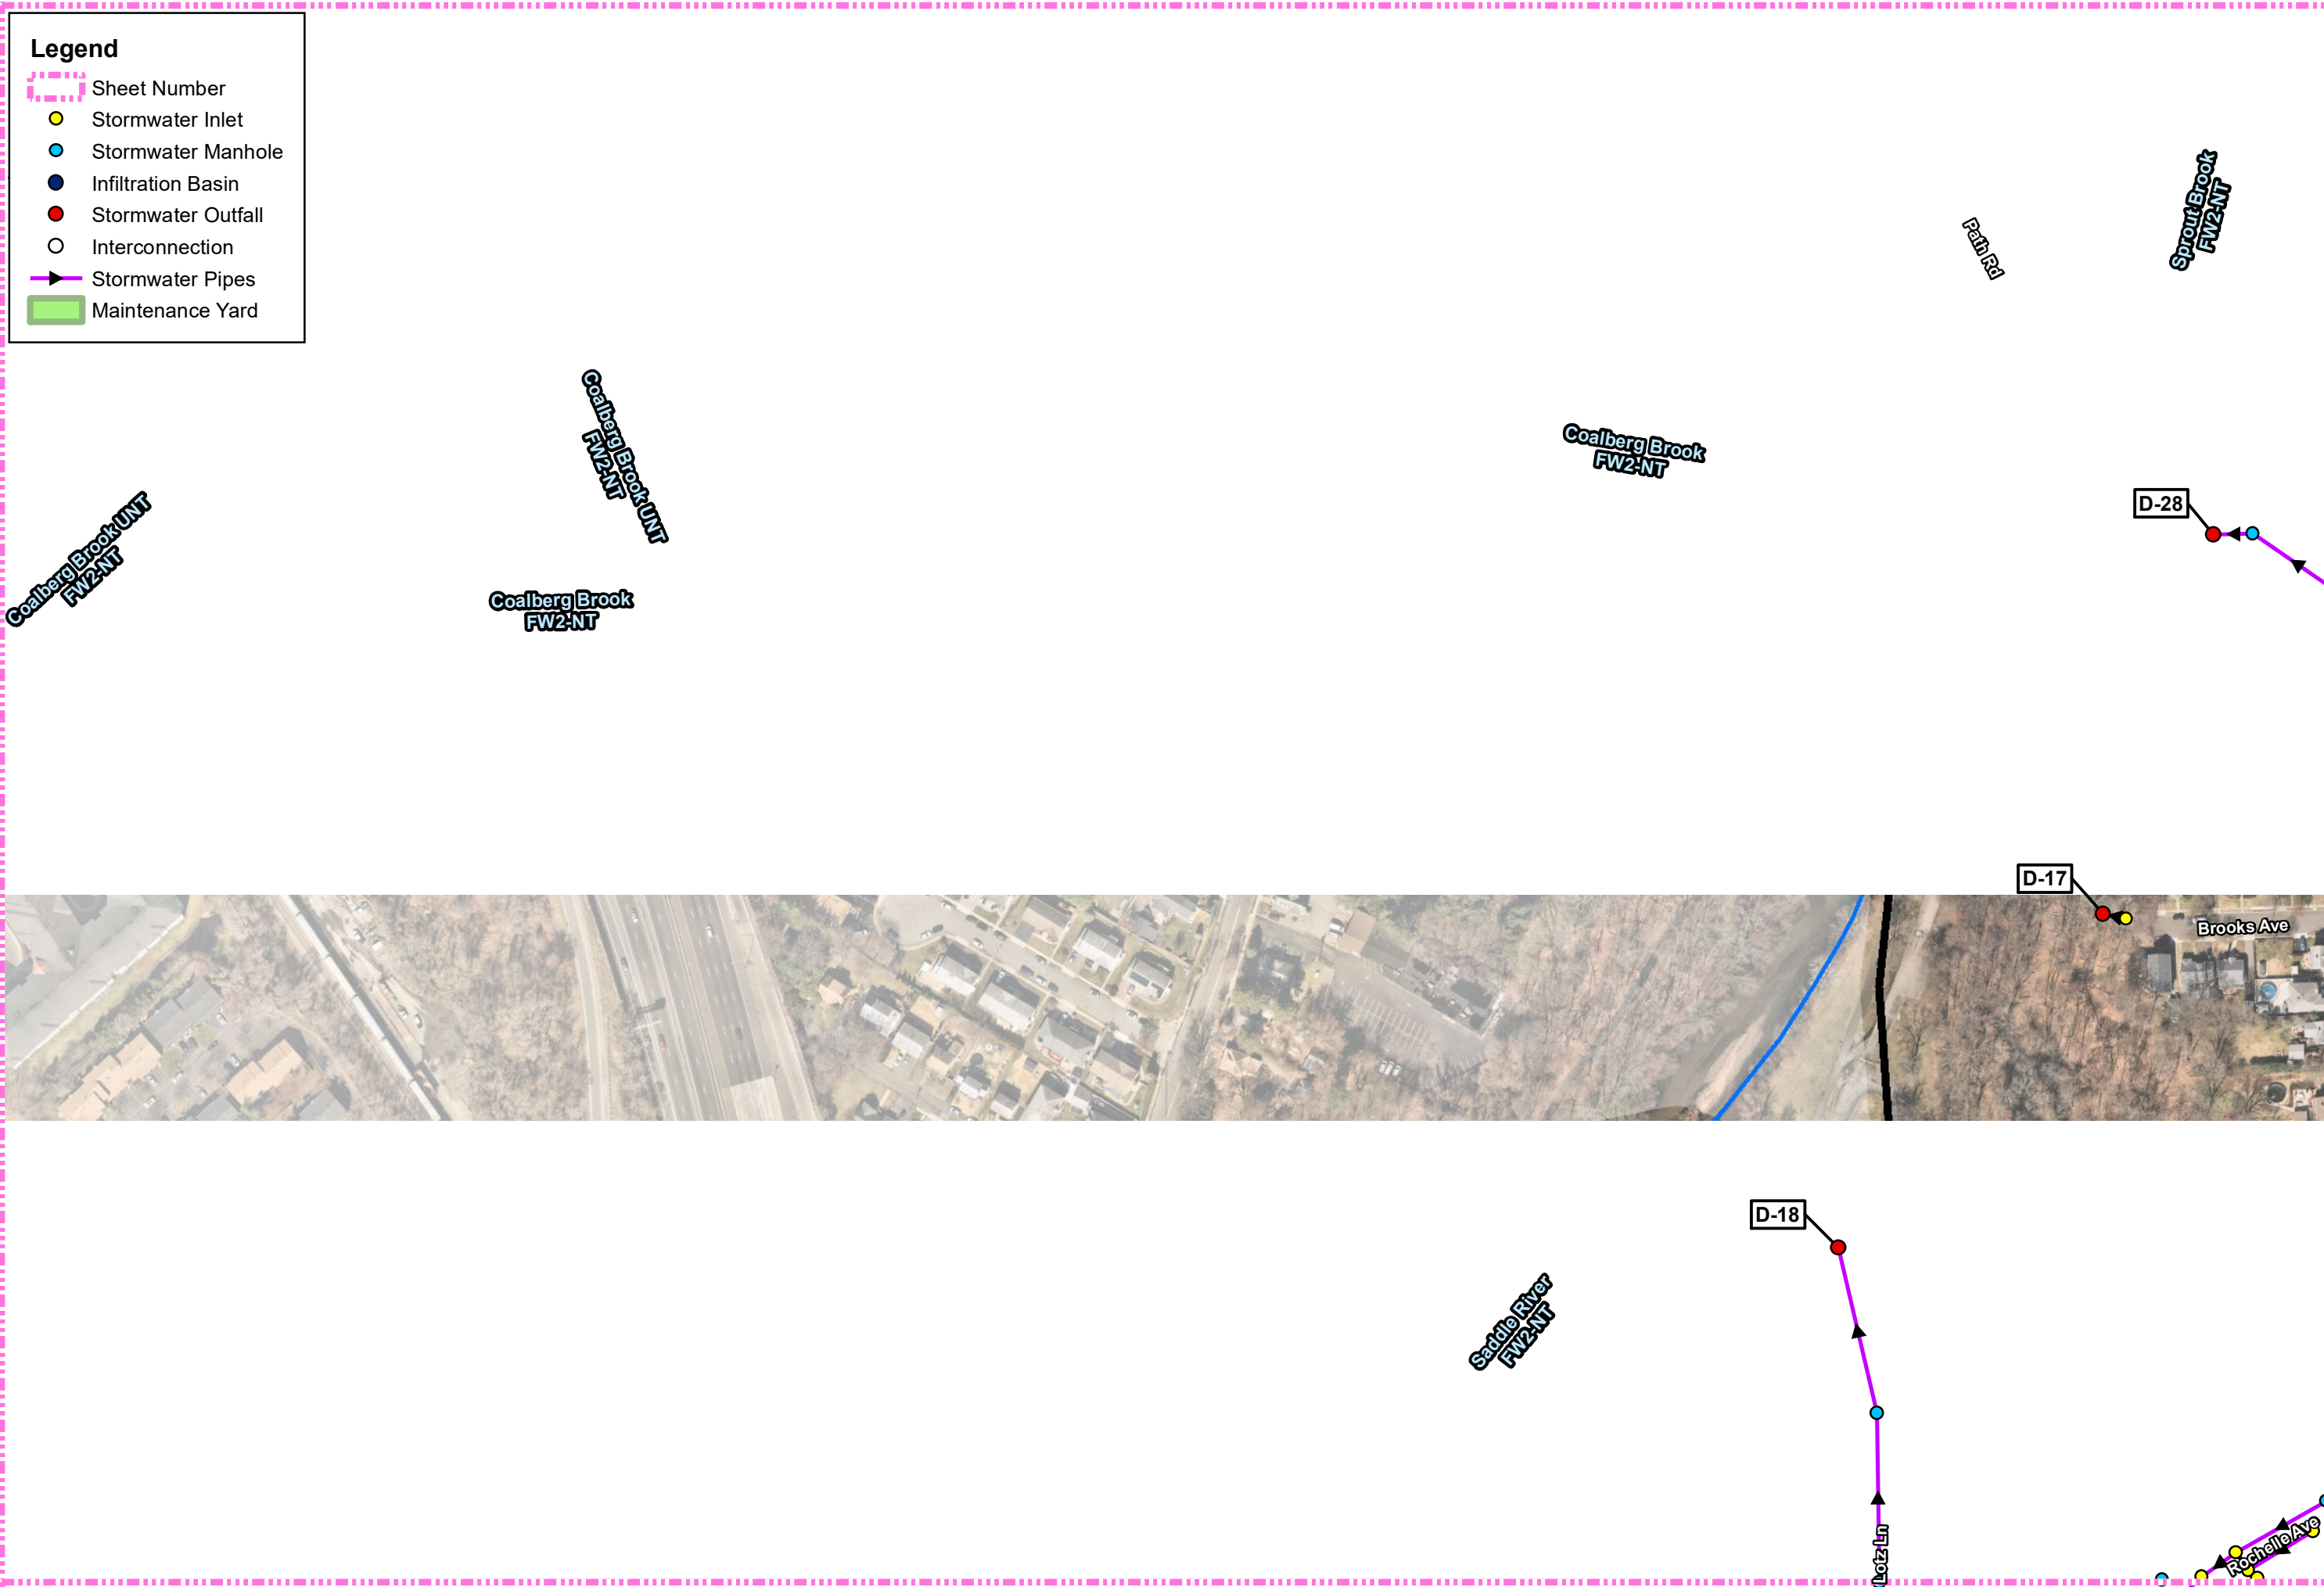 Legend
Sheet Number
Stormwater Inlet
Stormwater Manhole
Infiltration Basin
Stormwater Outfall
Interconnection
Stormwater Pipes
Maintenance Yard
Sprout Brook
FW2-NT
Path Rd
Coalberg Brook UNT
FW2-NT
Coalberg Brook
FW2-NT
Coalberg Brook UNT
FW2-NT
D-28
Coalberg Brook
FW2-NT
D-17
Brooks Ave
D-18
Saddle River
FW2-NT
Lotz Ln
Rochelle Ave